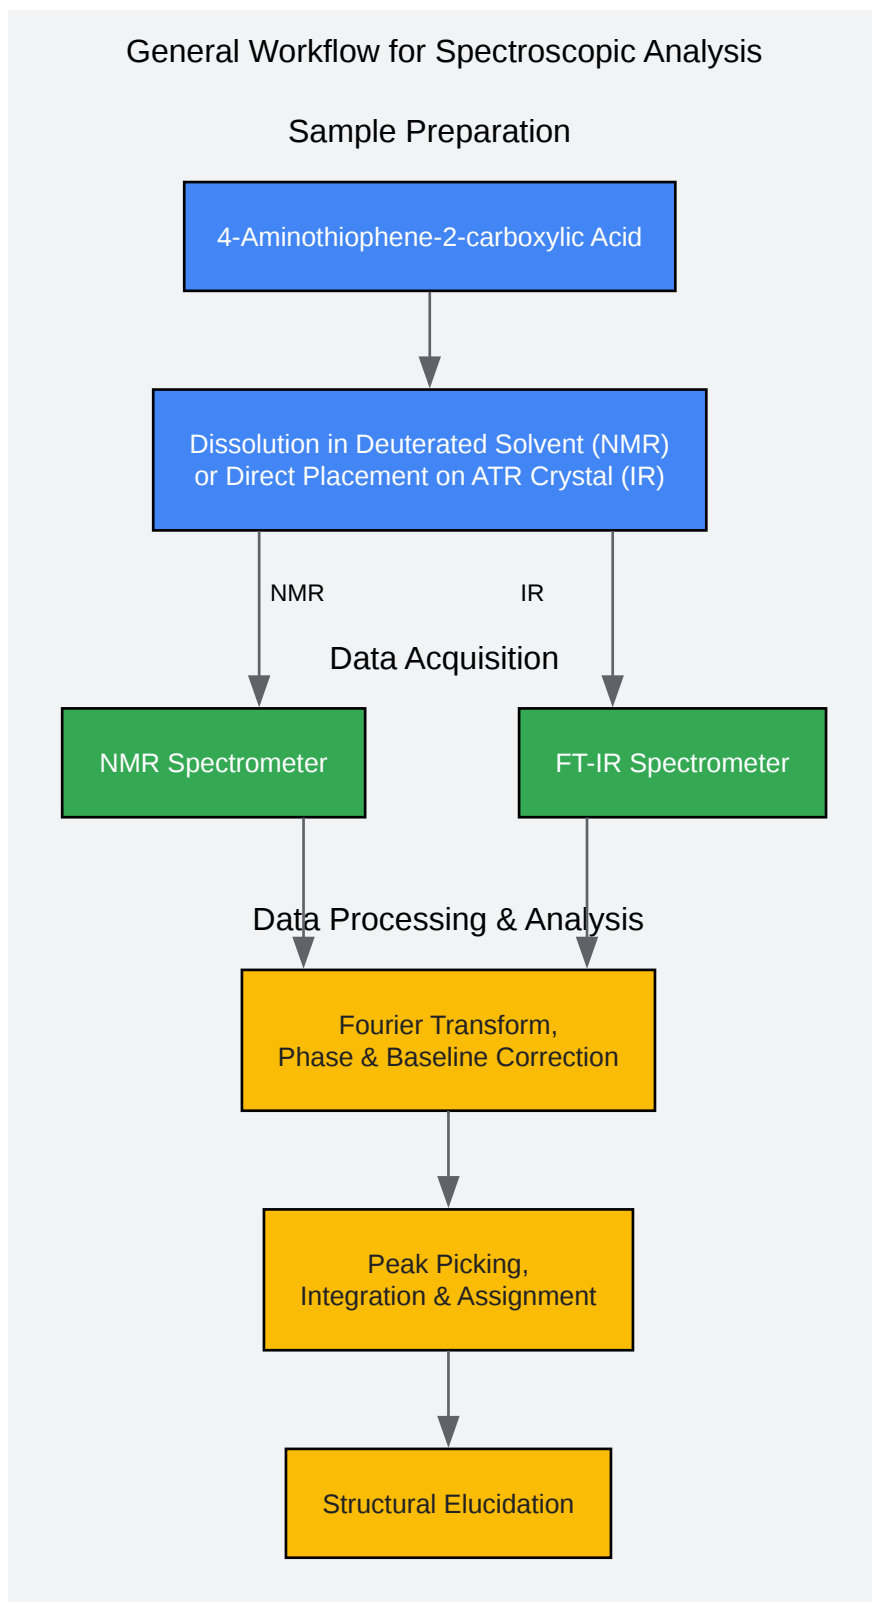 General Workflow for Spectroscopic Analysis
Sample Preparation
4-Aminothiophene-2-carboxylic Acid
Dissolution in Deuterated Solvent (NMR)
or Direct Placement on ATR Crystal (IR)
NMR
IR
Data Acquisition
NMR Spectrometer
FT-IR Spectrometer
Data Processing & Analysis
Fourier Transform,
Phase & Baseline Correction
Peak Picking,
Integration & Assignment
Structural Elucidation